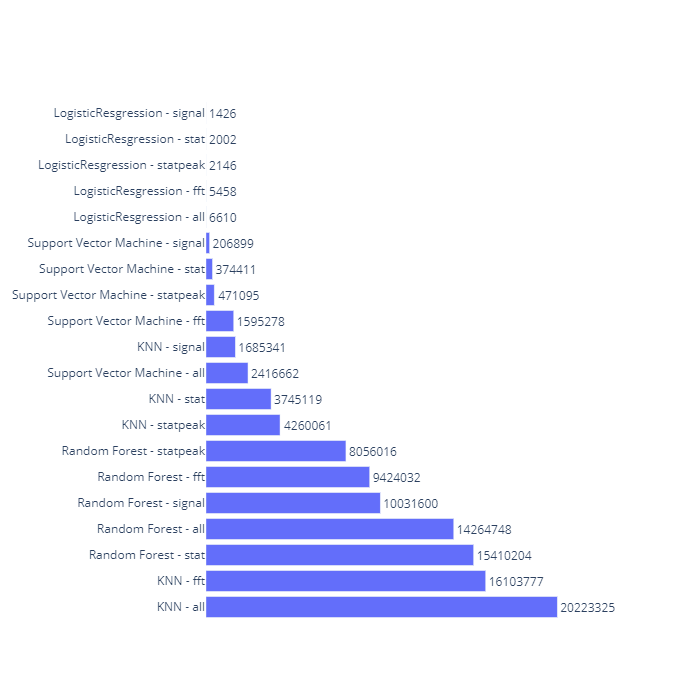 LogisticResgression - signal 1426
LogisticResgression - stat 2002
LogisticResgression - statpeak 2146
LogisticResgression - fft 5458
LogisticResgression - all 6610
Support Vector Machine - signal 206899
Support Vector Machine - stat 374411
Support Vector Machine - statpeak 471095
Support Vector Machine - fft 1595278
KNN - signal 1685341
Support Vector Machine - all 2416662
KNN - stat 3745119
KNN - statpeak 4260061
Random Forest - statpeak 8056016
Random Forest - fft 9424032
Random Forest - signal 10031600
Random Forest - all 14264748
Random Forest - stat 15410204
KNN - fft 16103777
KNN - all 20223325